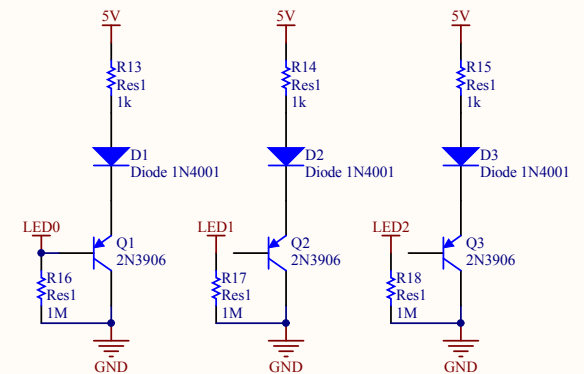 5V
R13
Res1
1k
D1
Diode 1N4001
LED0
Q1
2N3906
R16
Res1
1M
GND
5V
R14
Res1
1k
D2
Diode 1N4001
LED1
Q2
2N3906
R17
Res1
1M
GND
5V
R15
Res1
1k
D3
Diode 1N4001
LED2
Q3
2N3906
R18
Res1
1M
GND